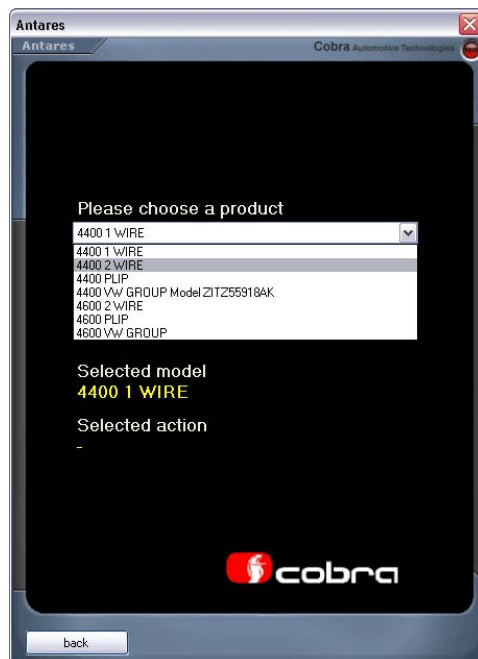 Antares
Antares
Cobra Automotive Technologies
Please choose a product
4400 1 WIRE
4400 1 WIRE
4400 2 WIRE
4400 PLIP
4400 VW GROUP Model ZITZ55918AK
4600 2 WIRE
4600 PLIP
4600 VW GROUP
Selected model
4400 1 WIRE
Selected action
-
cobra
back